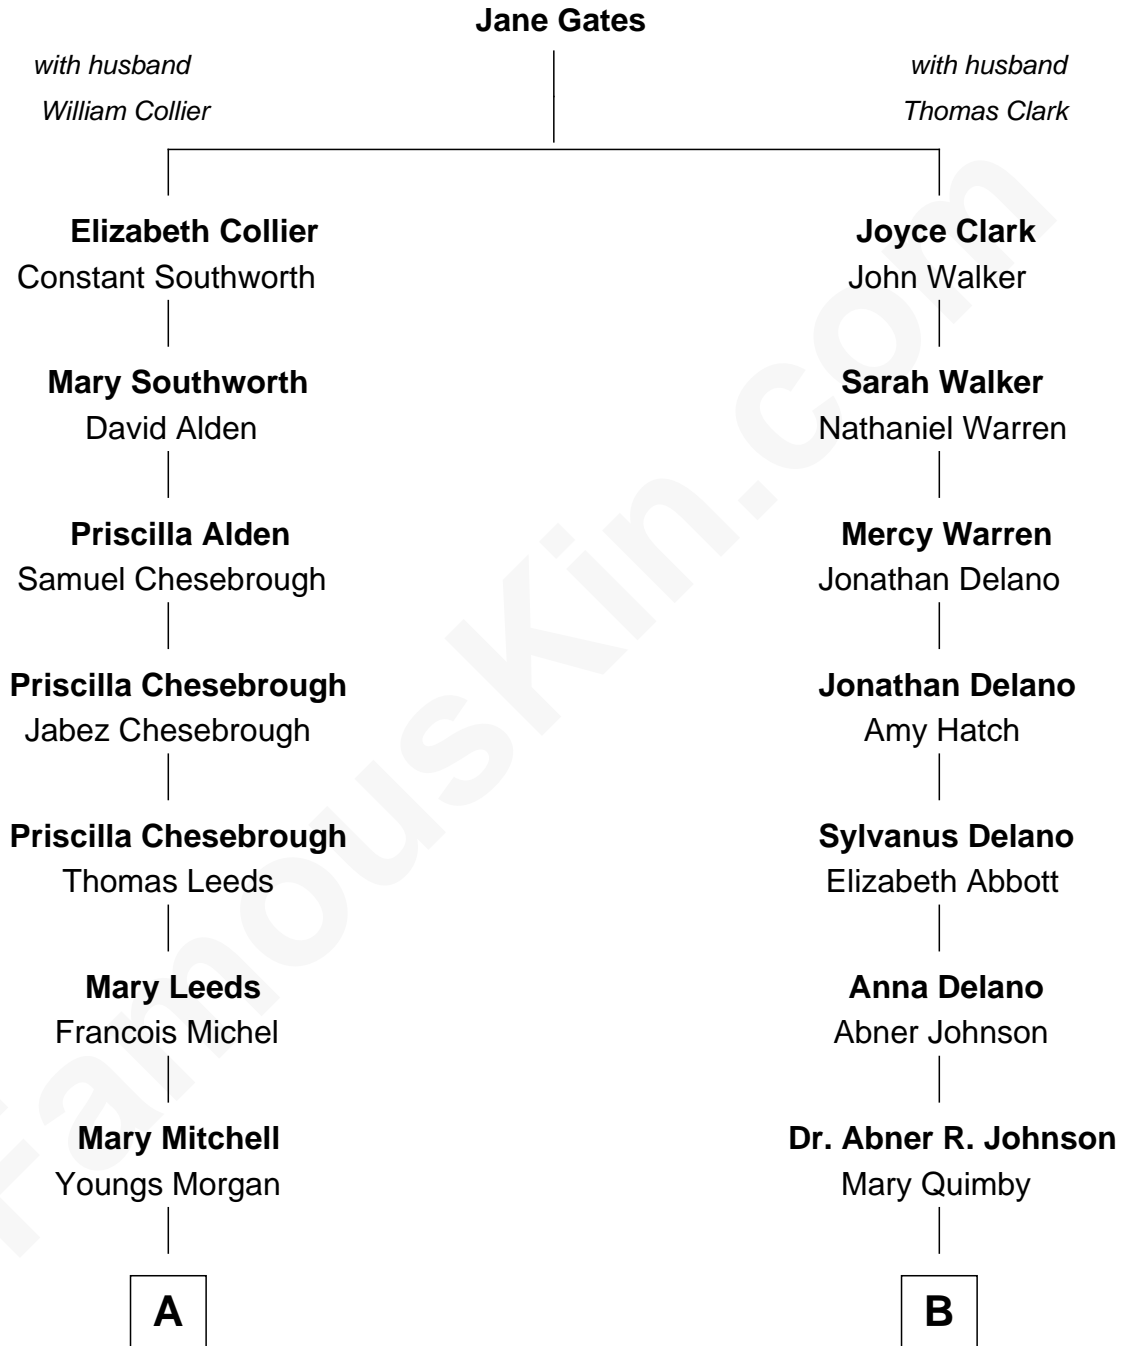 Jane Gates
with husband
William Collier
with husband
Thomas Clark
Elizabeth Collier
Constant Southworth
Joyce Clark
John Walker
Mary Southworth
David Alden
Sarah Walker
Nathaniel Warren
Priscilla Alden
Samuel Chesebrough
Mercy Warren
Jonathan Delano
Priscilla Chesebrough
Jabez Chesebrough
Jonathan Delano
Amy Hatch
Priscilla Chesebrough
Thomas Leeds
Sylvanus Delano
Elizabeth Abbott
Mary Leeds
Francois Michel
Anna Delano
Abner Johnson
Mary Mitchell
Youngs Morgan
Dr. Abner R. Johnson
Mary Quimby
A
B
FamousKin.com